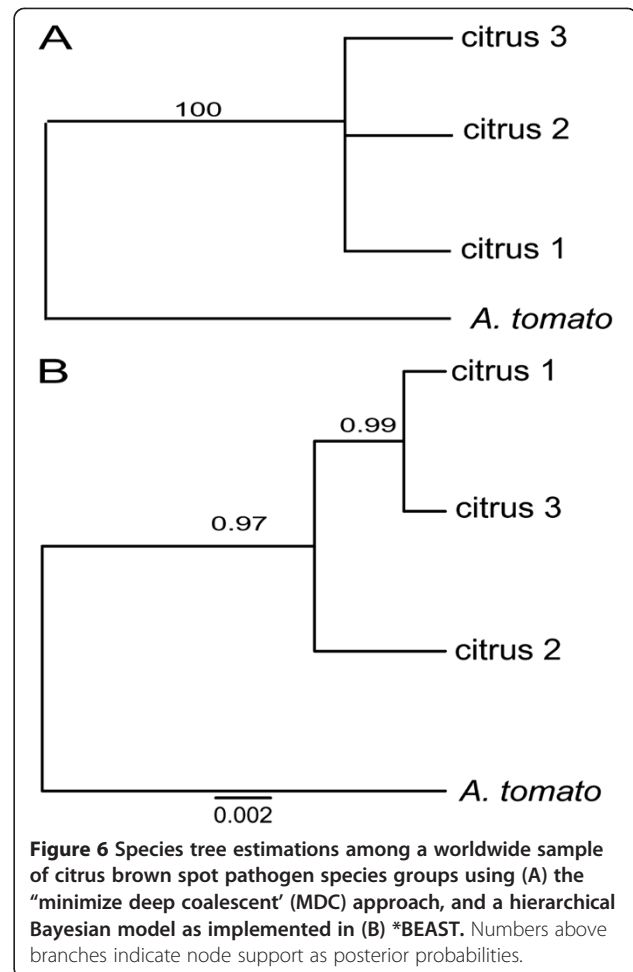 A
citrus 3
100
citrus 2
citrus 1
A. tomato
B
citrus 1
0.99
citrus 3
0.97
citrus 2
A. tomato
0.002
Figure 6 Species tree estimations among a worldwide sample
of citrus brown spot pathogen species groups using (A) the
“minimize deep coalescent’ (MDC) approach, and a hierarchical
Bayesian model as implemented in (B) *BEAST. Numbers above
branches indicate node support as posterior probabilities.